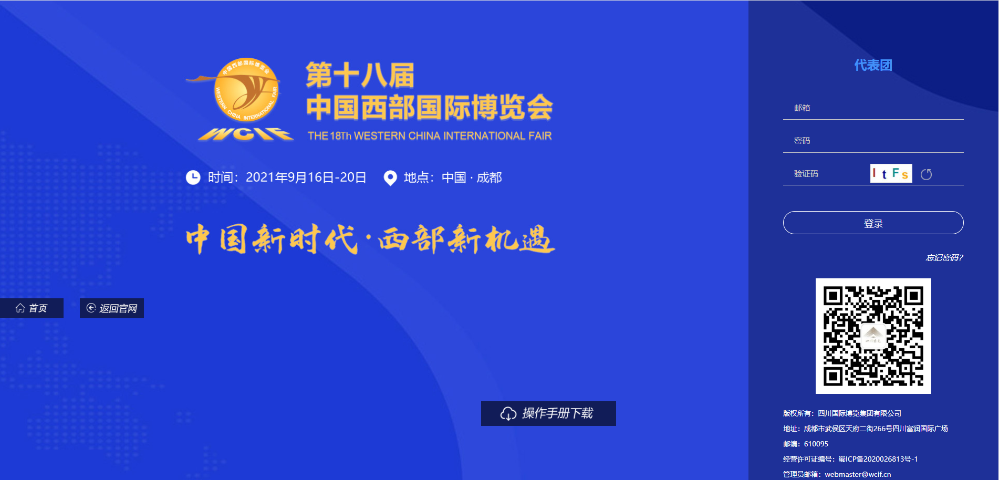 中国西部国际博览会
WESTERN CHINA INTERNATIONAL FAIR
WCIF
第十八届
中国西部国际博览会
THE 18Th WESTERN CHINA INTERNATIONAL FAIR
时间：2021年9月16日-20日
地点：中国 · 成都
中国新时代·西部新机遇
首页
返回官网
操作手册下载
代表团
邮箱
密码
验证码
I t F s
登录
忘记密码?
版权所有：四川国际博览集团有限公司
地址：成都市武侯区天府二街266号四川富润国际广场
邮编：610095
经营许可证编号：蜀ICP备2020026813号-1
管理员邮箱：webmaster@wcif.cn